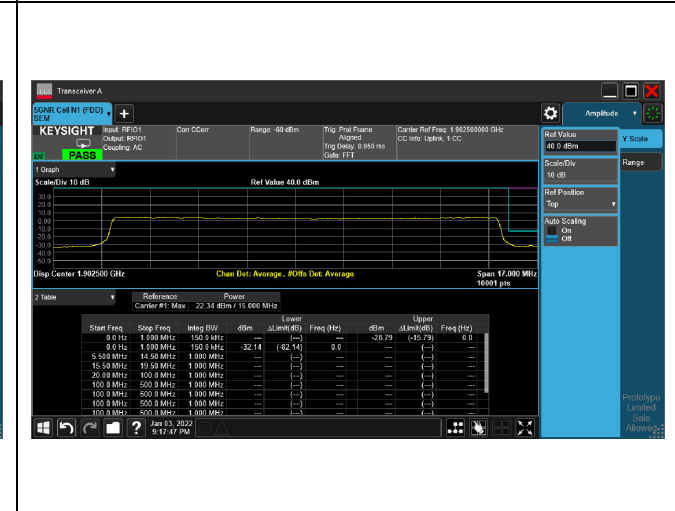 Transceiver A
5GNR Cell N1 (FDD)
SEM
Amplitude
KEYSIGHT
PASS
Input: RFIO1
Output: RFIO1
Coupling: AC
Corr CCorr
Range: -60 dBm
Trig: Prot Frame
Aligned
Trig Delay: 8.950 ms
Gate: FFT
Carrier Ref Freq: 1.902500000 GHz
CC Info: Uplink, 1 CC
Ref Value
40.0 dBm
Y Scale
Scale/Div
10 dB
Range
Ref Position
Top
Auto Scaling
On
Off
1 Graph
Scale/Div 10 dB
Ref Value 40.0 dBm
30.0
20.0
10.0
0.00
-10.0
-20.0
-30.0
-40.0
-50.0
Disp Center 1.902500 GHz
Chan Det: Average , #Offs Det: Average
Span 17.000 MHz
10001 pts
2 Table
Reference Power
Carrier #1: Max 22.34 dBm / 15.000 MHz
Lower Upper
Start Freq Stop Freq Integ BW dBm ΔLimit(dB) Freq (Hz) dBm ΔLimit(dB) Freq (Hz)
0.0 Hz 1.000 MHz 150.0 kHz --- (---) --- -28.79 (-15.79) 0.0
0.0 Hz 1.000 MHz 150.0 kHz -32.14 (-82.14) 0.0 --- (---) ---
5.500 MHz 14.50 MHz 1.000 MHz --- (---) --- --- (---) ---
15.50 MHz 19.50 MHz 1.000 MHz --- (---) --- --- (---) ---
20.00 MHz 100.0 MHz 1.000 MHz --- (---) --- --- (---) ---
100.0 MHz 500.0 MHz 1.000 MHz --- (---) --- --- (---) ---
100.0 MHz 500.0 MHz 1.000 MHz --- (---) --- --- (---) ---
100.0 MHz 500.0 MHz 1.000 MHz --- (---) --- --- (---) ---
Prototype
Limited
Sale
Allowed
Jan 03, 2022
9:17:47 PM